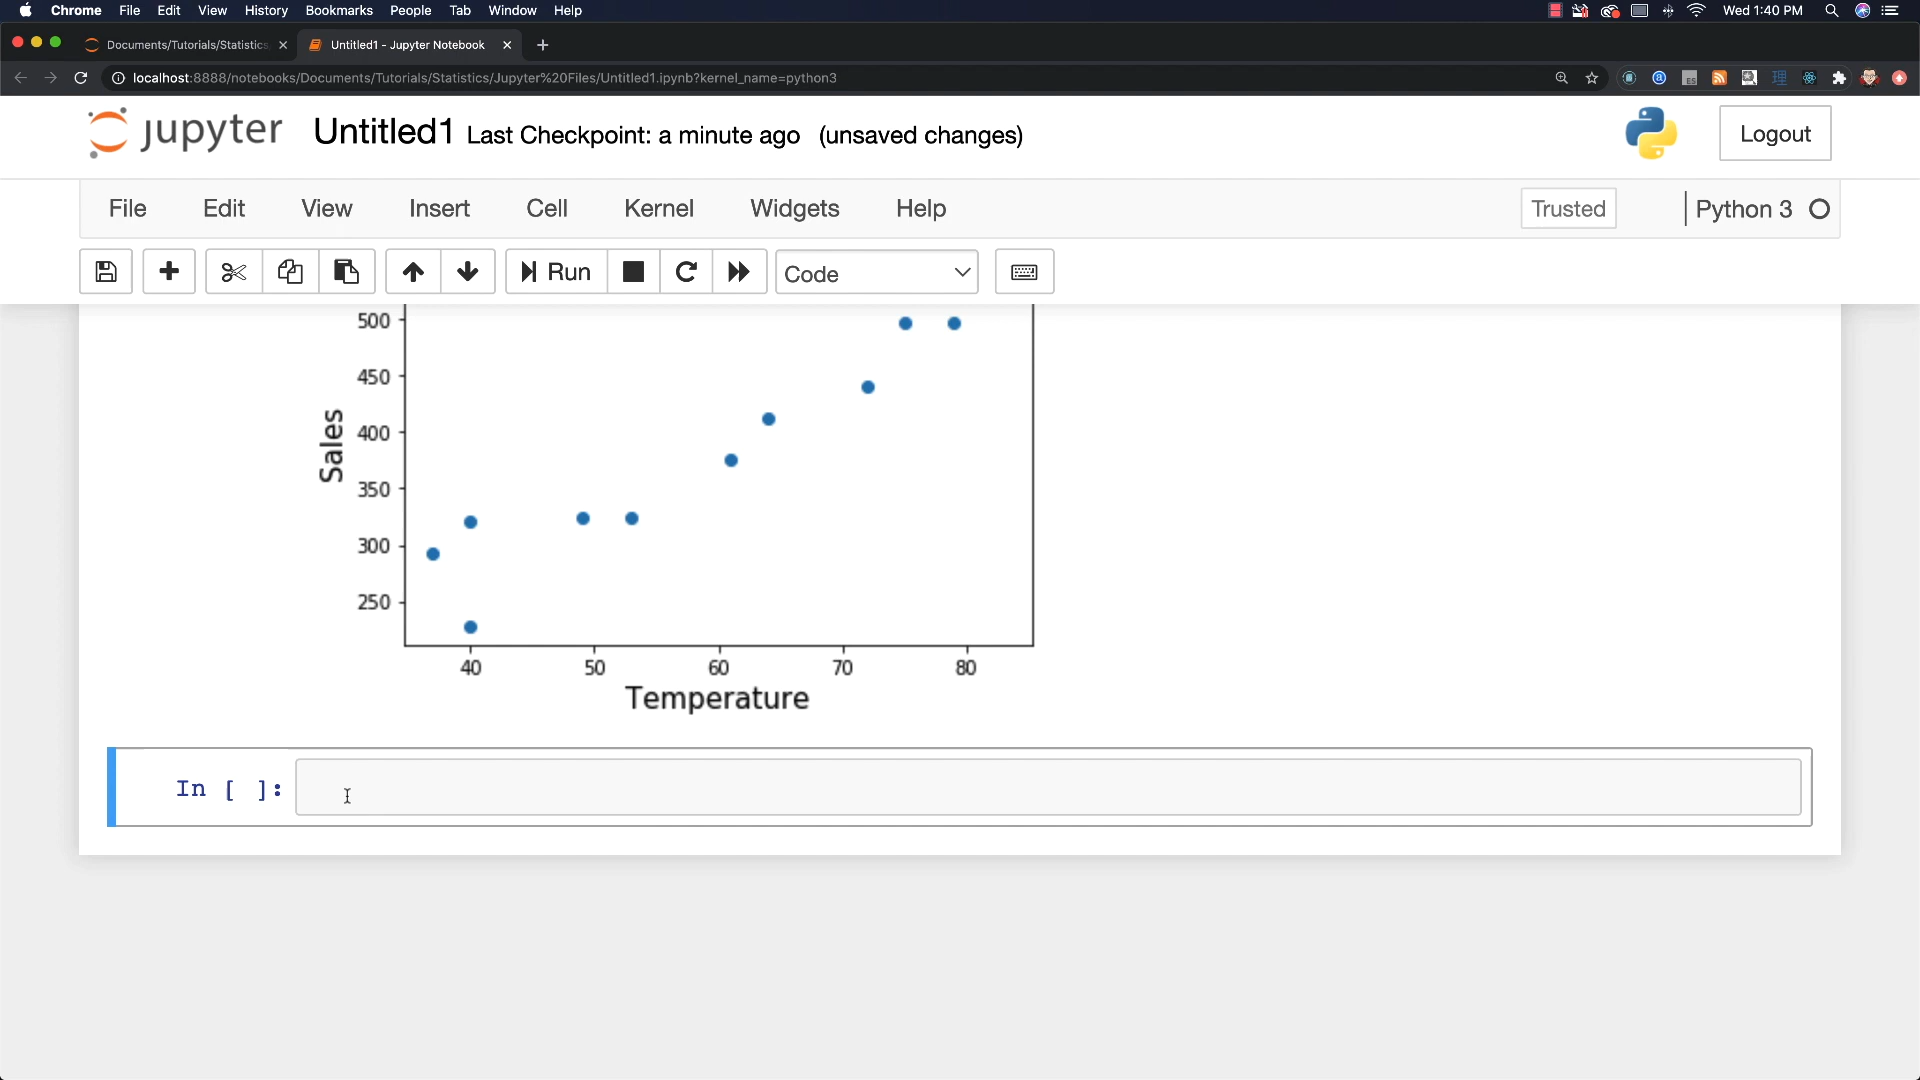 Chrome File Edit View History Bookmarks People Tab Window Help Wed 1:40 PM
Documents/Tutorials/Statistics Untitled1 - Jupyter Notebook
localhost:8888/notebooks/Documents/Tutorials/Statistics/Jupyter%20Files/Untitled1.ipynb?kernel_name=python3
jupyter Untitled1 Last Checkpoint: a minute ago (unsaved changes) Logout
File Edit View Insert Cell Kernel Widgets Help Trusted Python 3
Run Code
500
450
400
350
300
250
Sales
40 50 60 70 80
Temperature
In [ ]: